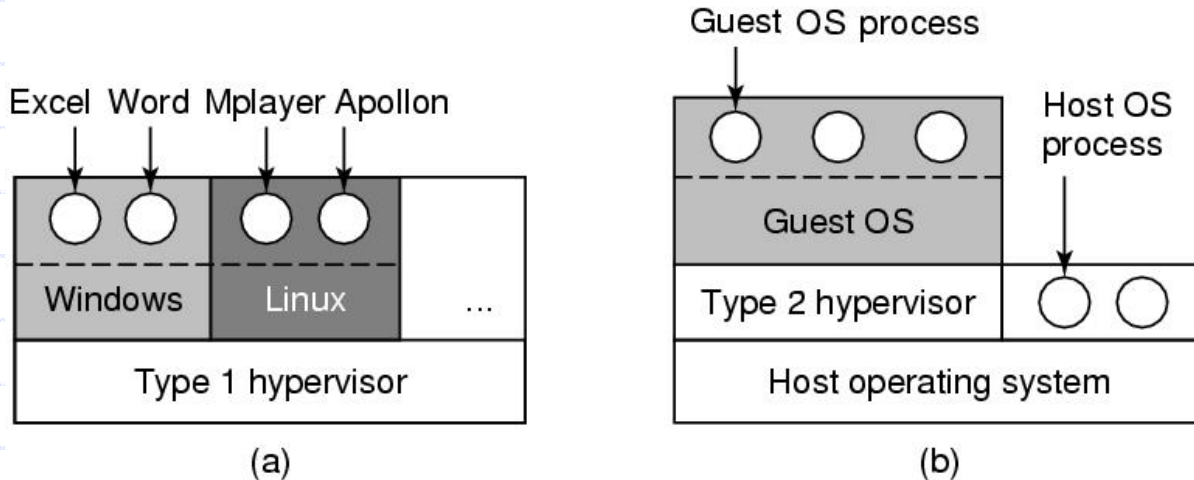 Excel Word Mplayer Apollon
Windows
Linux
...
Type 1 hypervisor
(a)
Guest OS process
Host OS
process
Guest OS
Type 2 hypervisor
Host operating system
(b)